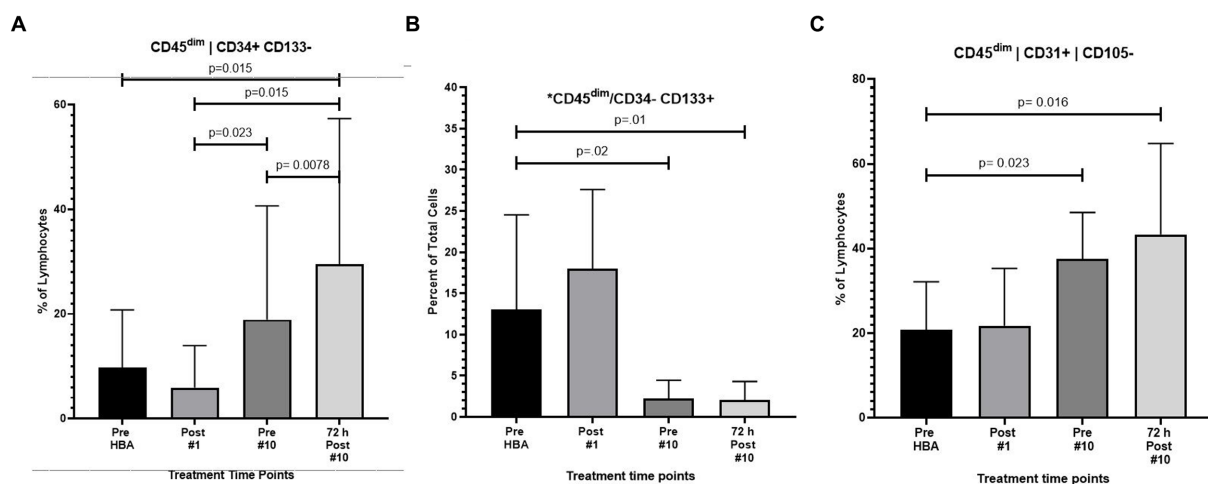 A
CD45dim | CD34+ CD133-
p=0.015
p=0.015
p=0.023
p= 0.0078
60
40
20
0
% of Lymphocytes
Pre HBA
Post #1
Pre #10
72 h Post #10
Treatment Time Points
B
*CD45dim/CD34- CD133+
p=.01
p=.02
40
35
30
25
20
15
10
5
0
Percent of Total Cells
Pre HBA
Post #1
Pre #10
72 h Post #10
Treatment time points
C
CD45dim | CD31+ | CD105-
p= 0.016
p= 0.023
80
60
40
20
0
% of Lymphocytes
Pre HBA
Post #1
Pre #10
72 h Post #10
Treatment time points